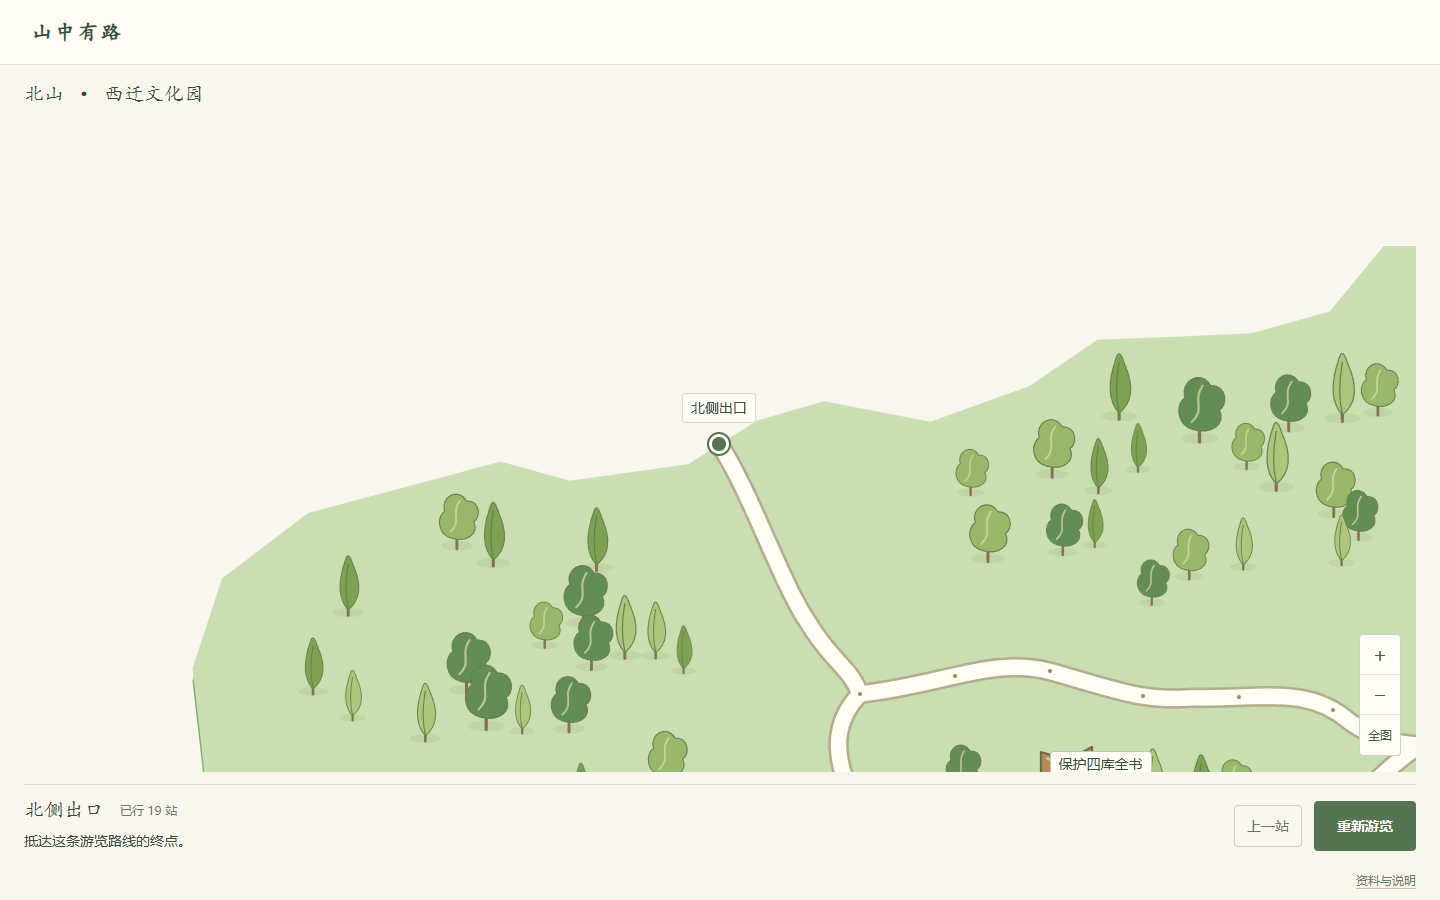 山中有路
北山 • 西迁文化园
北侧出口
+
−
全图
保护四库全书
北侧出口 已行 19 站
抵达这条游览路线的终点。
上一站
重新游览
资料与说明